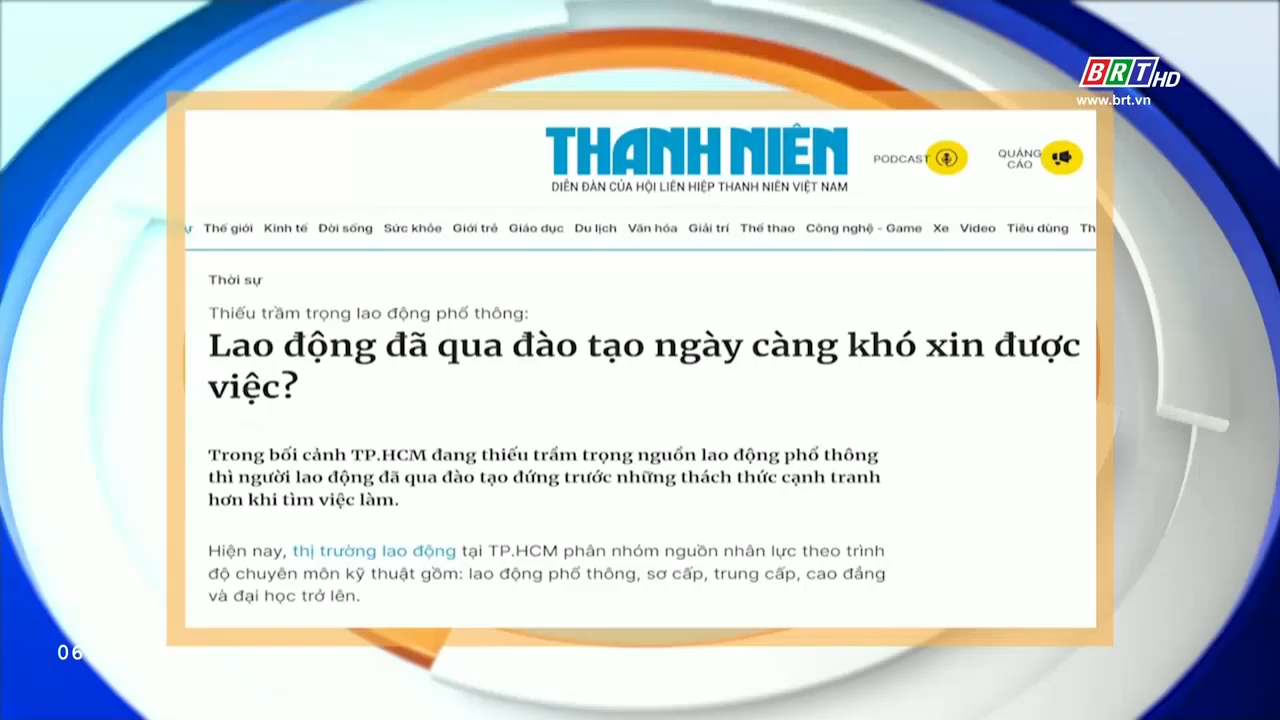 BRT HD
www.brt.vn
THANH NIÊN
DIỄN ĐÀN CỦA HỘI LIÊN HIỆP THANH NIÊN VIỆT NAM
PODCAST
QUẢNG
CÁO
Thế giới Kinh tế Đời sống Sức khỏe Giới trẻ Giáo dục Du lịch Văn hóa Giải trí Thể thao Công nghệ - Game Xe Video Tiêu dùng Th
Thời sự
Thiếu trầm trọng lao động phổ thông:
Lao động đã qua đào tạo ngày càng khó xin được
việc?
Trong bối cảnh TP.HCM đang thiếu trầm trọng nguồn lao động phổ thông
thì người lao động đã qua đào tạo đứng trước những thách thức cạnh tranh
hơn khi tìm việc làm.
Hiện nay, thị trường lao động tại TP.HCM phân nhóm nguồn nhân lực theo trình
độ chuyên môn kỹ thuật gồm: lao động phổ thông, sơ cấp, trung cấp, cao đẳng
và đại học trở lên.
06